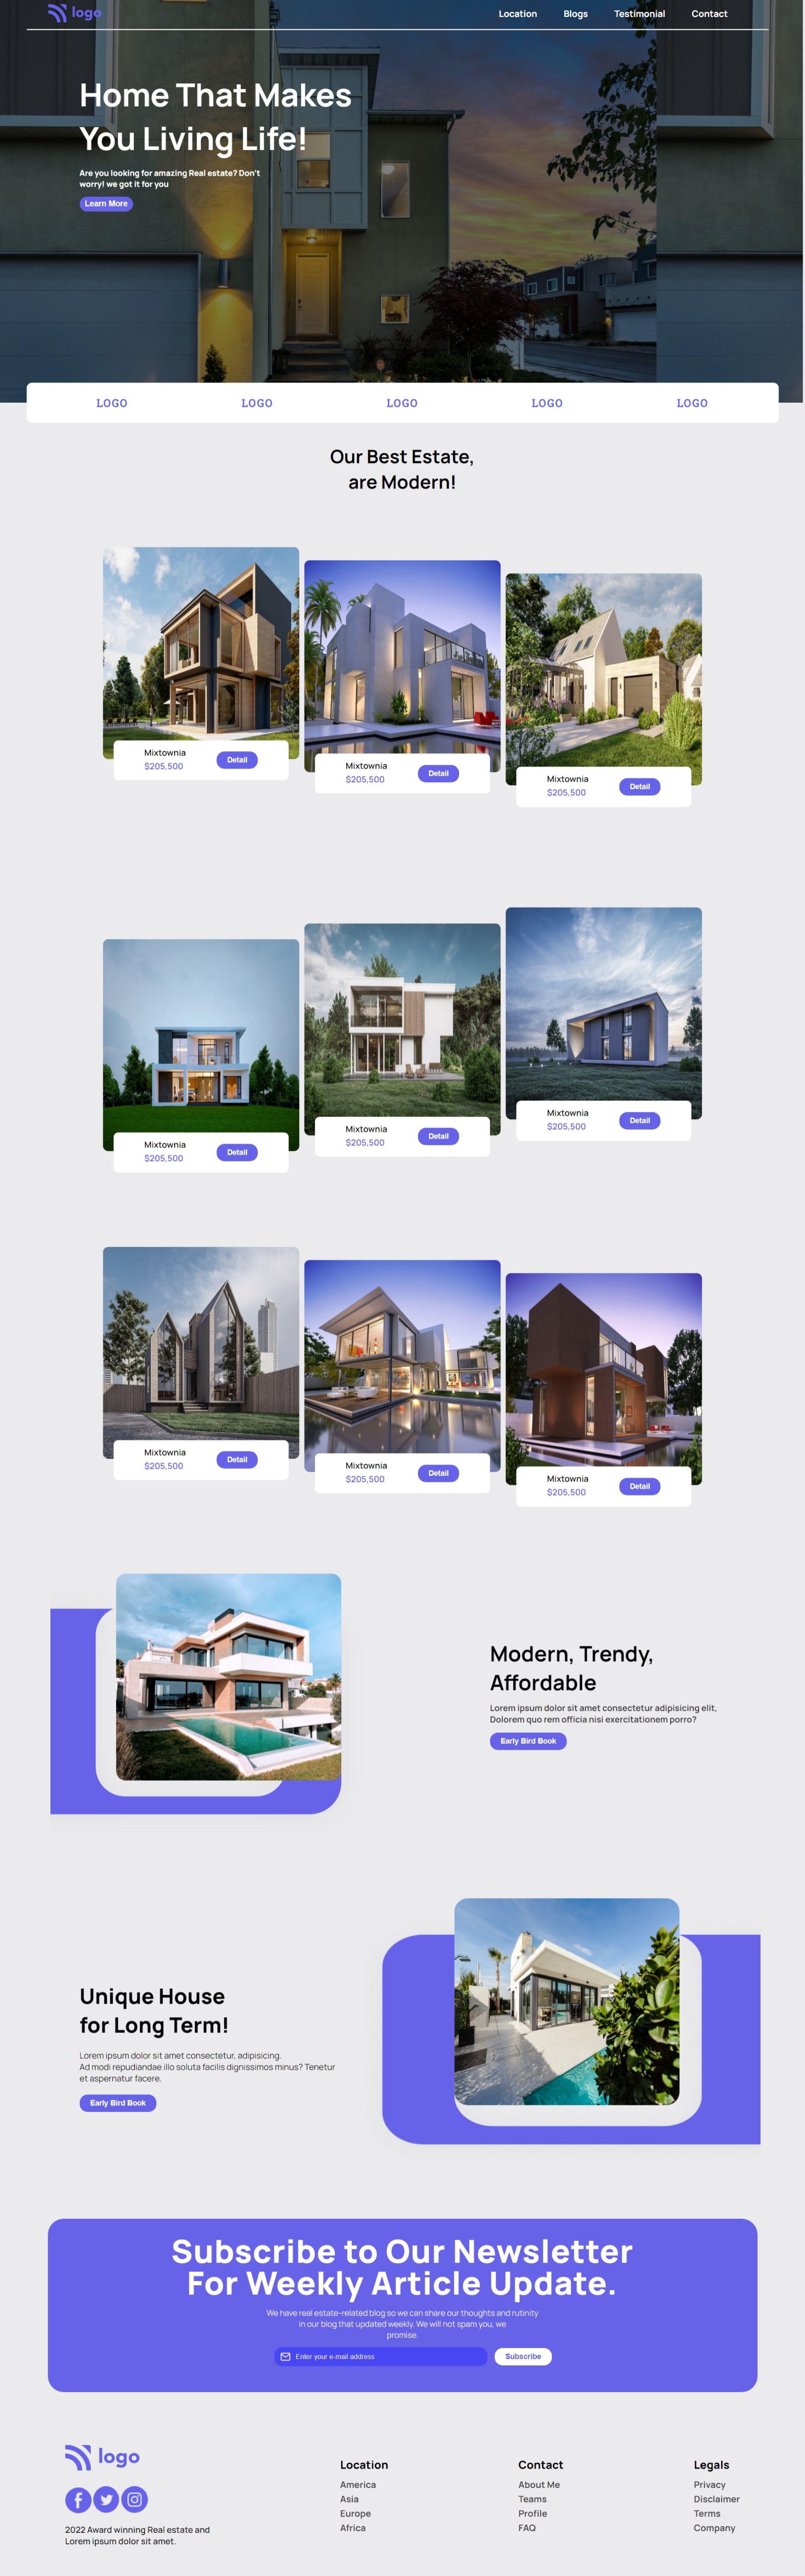 logo
Location
Blogs
Testimonial
Contact
Home That Makes
You Living Life!
Are you looking for amazing Real estate? Don't
worry! we got it for you
Learn More
LOGO
LOGO
LOGO
LOGO
LOGO
Our Best Estate,
are Modern!
Mixtownia
$205,500
Detail
Mixtownia
$205,500
Detail
Mixtownia
$205,500
Detail
Mixtownia
$205,500
Detail
Mixtownia
$205,500
Detail
Mixtownia
$205,500
Detail
Mixtownia
$205,500
Detail
Mixtownia
$205,500
Detail
Mixtownia
$205,500
Detail
Modern, Trendy,
Affordable
Lorem ipsum dolor sit amet consectetur adipisicing elit,
Dolorem quo rem officia nisi exercitationem porro?
Early Bird Book
Unique House
for Long Term!
Lorem ipsum dolor sit amet consectetur, adipisicing.
Ad modi repudiandae illo soluta facilis dignissimos minus? Tenetur
et aspernatur facere.
Early Bird Book
Subscribe to Our Newsletter
For Weekly Article Update.
We have real estate-related blog so we can share our thoughts and rutinity
in our blog that updated weekly. We will not spam you, we
promise.
Enter your e-mail address
Subscribe
logo
2022 Award winning Real estate and
Lorem ipsum dolor sit amet.
Location
America
Asia
Europe
Africa
Contact
About Me
Teams
Profile
FAQ
Legals
Privacy
Disclaimer
Terms
Company